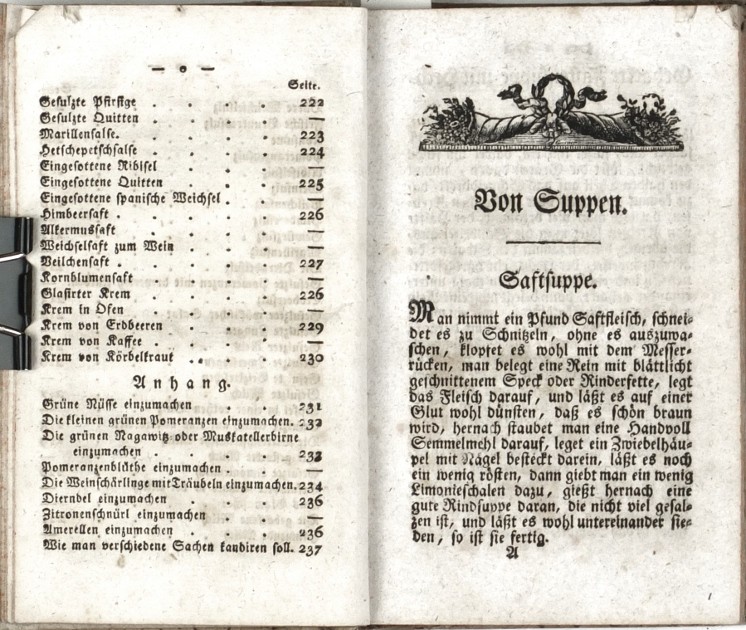 — o —
Seite.
Gesulzte Pfirsige . . . . 222
Gesulzte Quitten . . . . —
Marillensalse. . . . . 223
Hetschepetschsalse . . . . 224
Eingesottene Ribisel . . . —
Eingesottene Quitten . . . 225
Eingesottene spanische Weichsel . . . —
Himbeersaft . . . . . 226
Alkermussaft . . . . —
Weichselsaft zum Wein . . . —
Veilchensaft . . . . . 227
Kornblumensaft . . . . —
Glasirter Krem . . . . 226
Krem in Ofen . . . . —
Krem von Erdbeeren . . . 229
Krem von Kaffee . . . . —
Krem von Körbelkraut . . . 230
Anhang.
Grüne Nüsse einzumachen . . . 231
Die kleinen grünen Pomeranzen einzumachen. 232
Die grünen Nagawitz oder Muskatellerbirne
einzumachen . . . 233
Pomeranzenblüthe einzumachen . . . —
Die Weinschärlinge mit Träubeln einzumachen. 234
Dierndel einzumachen . . . 236
Zitronenschnürl einzumachen . . . —
Amerellen einzumachen . . . 236
Wie man verschiedene Sachen kandiren soll. 237
Von Suppen.
Saftsuppe.
Man nimmt ein Pfund Saftfleisch, schnei-
det es zu Schnitzeln, ohne es auszuwa-
schen, klopfet es wohl mit dem Messer-
rücken, man belegt eine Rein mit blättlicht
geschnittenem Speck oder Rinderfette, legt
das Fleisch darauf, und läßt es auf einer
Glut wohl dünsten, daß es schön braun
wird, hernach staubet man eine Handvoll
Semmelmehl darauf, leget ein Zwiebelhäu-
pel mit Nägel besteckt darein, läßt es noch
ein wenig rösten, dann giebt man ein wenig
Limonieschalen dazu, gießt hernach eine
gute Rindsuppe daran, die nicht viel gesal-
zen ist, und läßt es wohl untereinander sie-
den, so ist sie fertig.
A